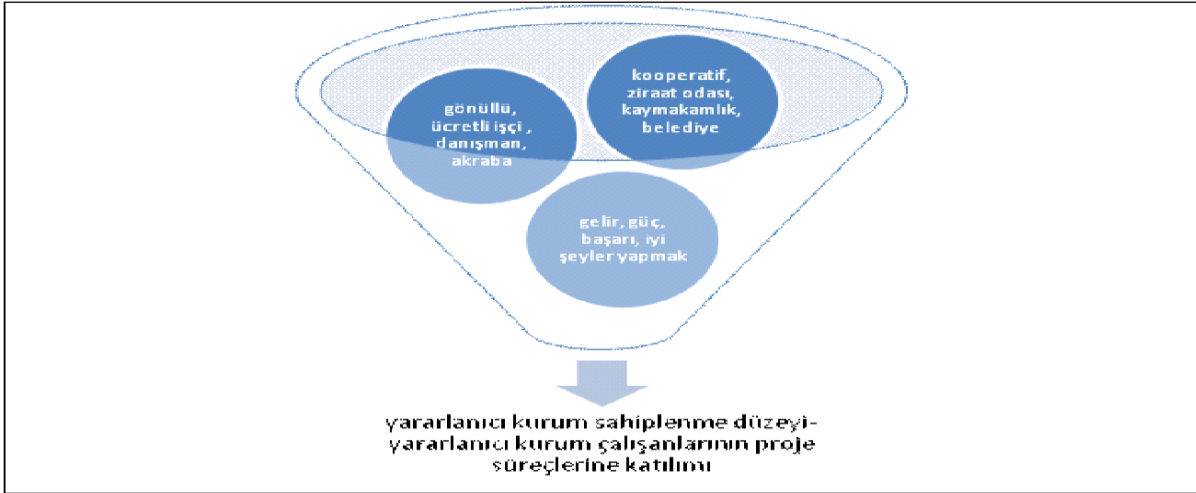 kooperatif,
ziraat odası,
kaymakamlık,
belediye
gönüllü,
ücretli işçi ,
danışman,
akraba
gelir, güç,
başarı, iyi
şeyler yapmak
yararlanıcı kurum sahiplenme düzeyi-
yararlanıcı kurum çalışanlarının proje
süreçlerine katılımı